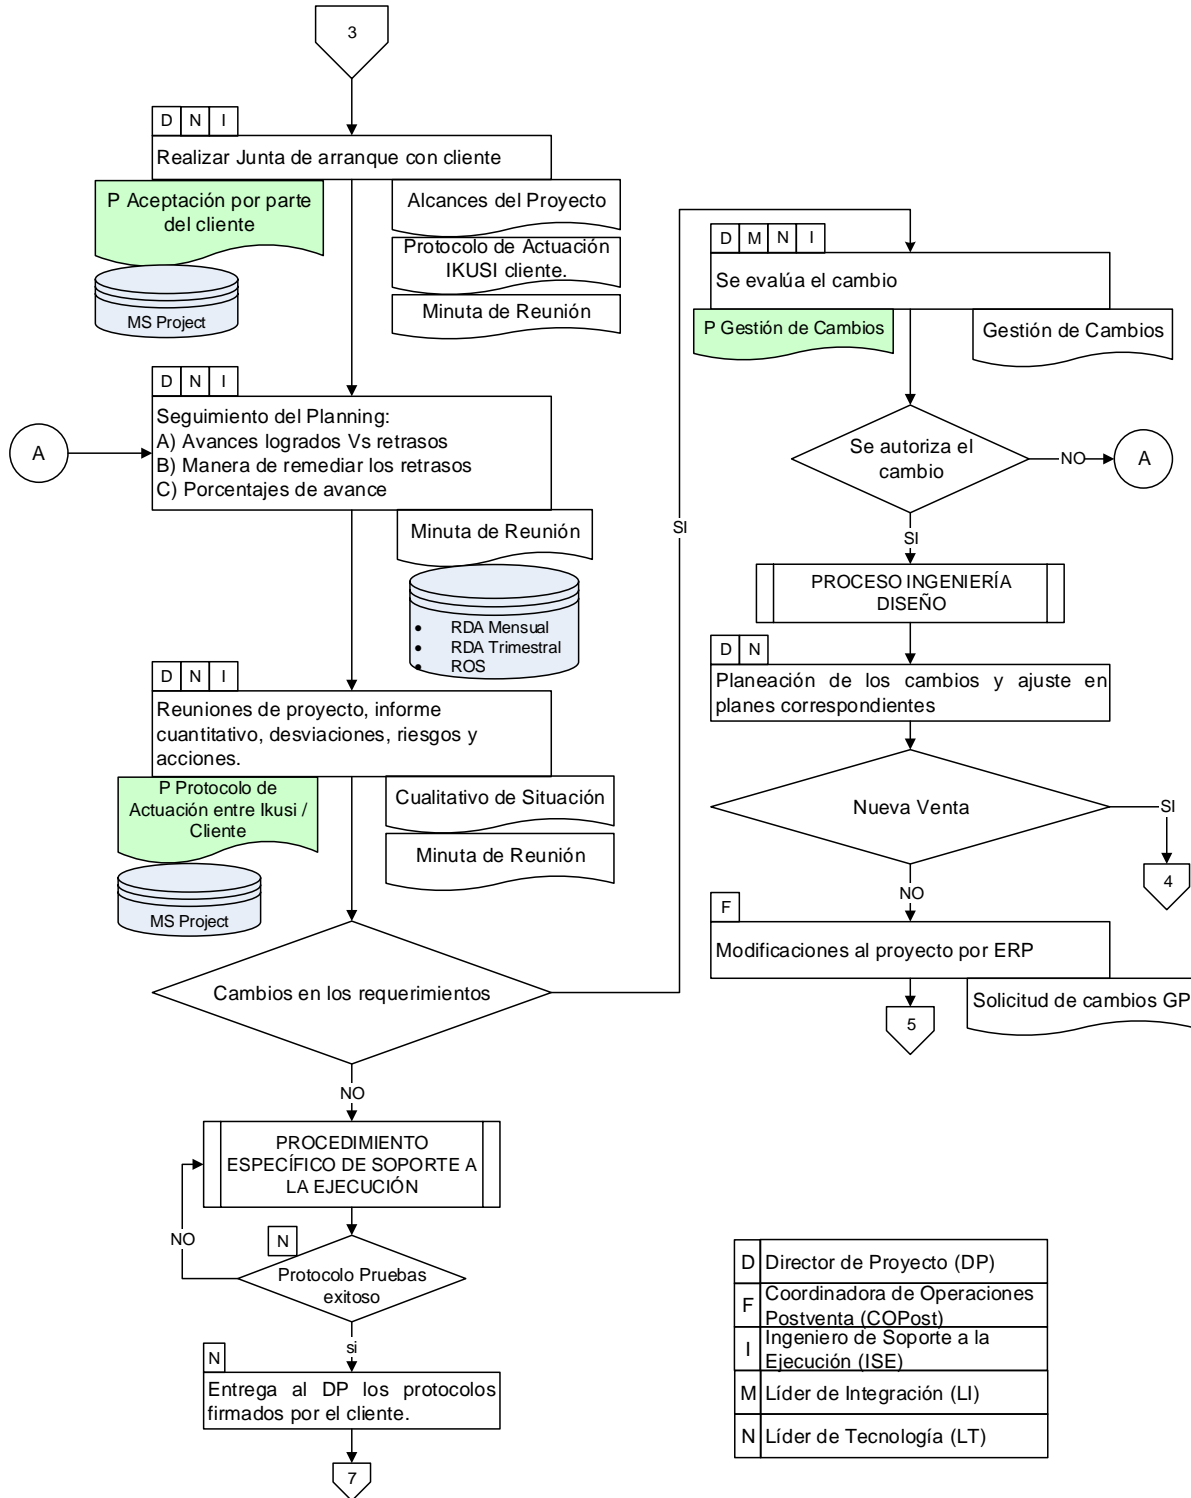 3
D N I
Realizar Junta de arranque con cliente
P Aceptación por parte
del cliente
MS Project
Alcances del Proyecto
Protocolo de Actuación
IKUSI cliente.
Minuta de Reunión
D N I
A
Seguimiento del Planning:
A) Avances logrados Vs retrasos
B) Manera de remediar los retrasos
C) Porcentajes de avance
Minuta de Reunión
• RDA Mensual
• RDA Trimestral
• ROS
D N I
Reuniones de proyecto, informe
cuantitativo, desviaciones, riesgos y
acciones.
P Protocolo de
Actuación entre Ikusi /
Cliente
MS Project
Cualitativo de Situación
Minuta de Reunión
Cambios en los requerimientos
SI
NO
PROCEDIMIENTO
ESPECÍFICO DE SOPORTE A
LA EJECUCIÓN
NO
N
Protocolo Pruebas
exitoso
si
N
Entrega al DP los protocolos
firmados por el cliente.
7
D M N I
Se evalúa el cambio
P Gestión de Cambios
Gestión de Cambios
Se autoriza el
cambio
NO
A
SI
PROCESO INGENIERÍA
DISEÑO
D N
Planeación de los cambios y ajuste en
planes correspondientes
Nueva Venta
SI
4
NO
F
Modificaciones al proyecto por ERP
Solicitud de cambios GP
5
D Director de Proyecto (DP)
F Coordinadora de Operaciones
Postventa (COPost)
I Ingeniero de Soporte a la
Ejecución (ISE)
M Líder de Integración (LI)
N Líder de Tecnología (LT)